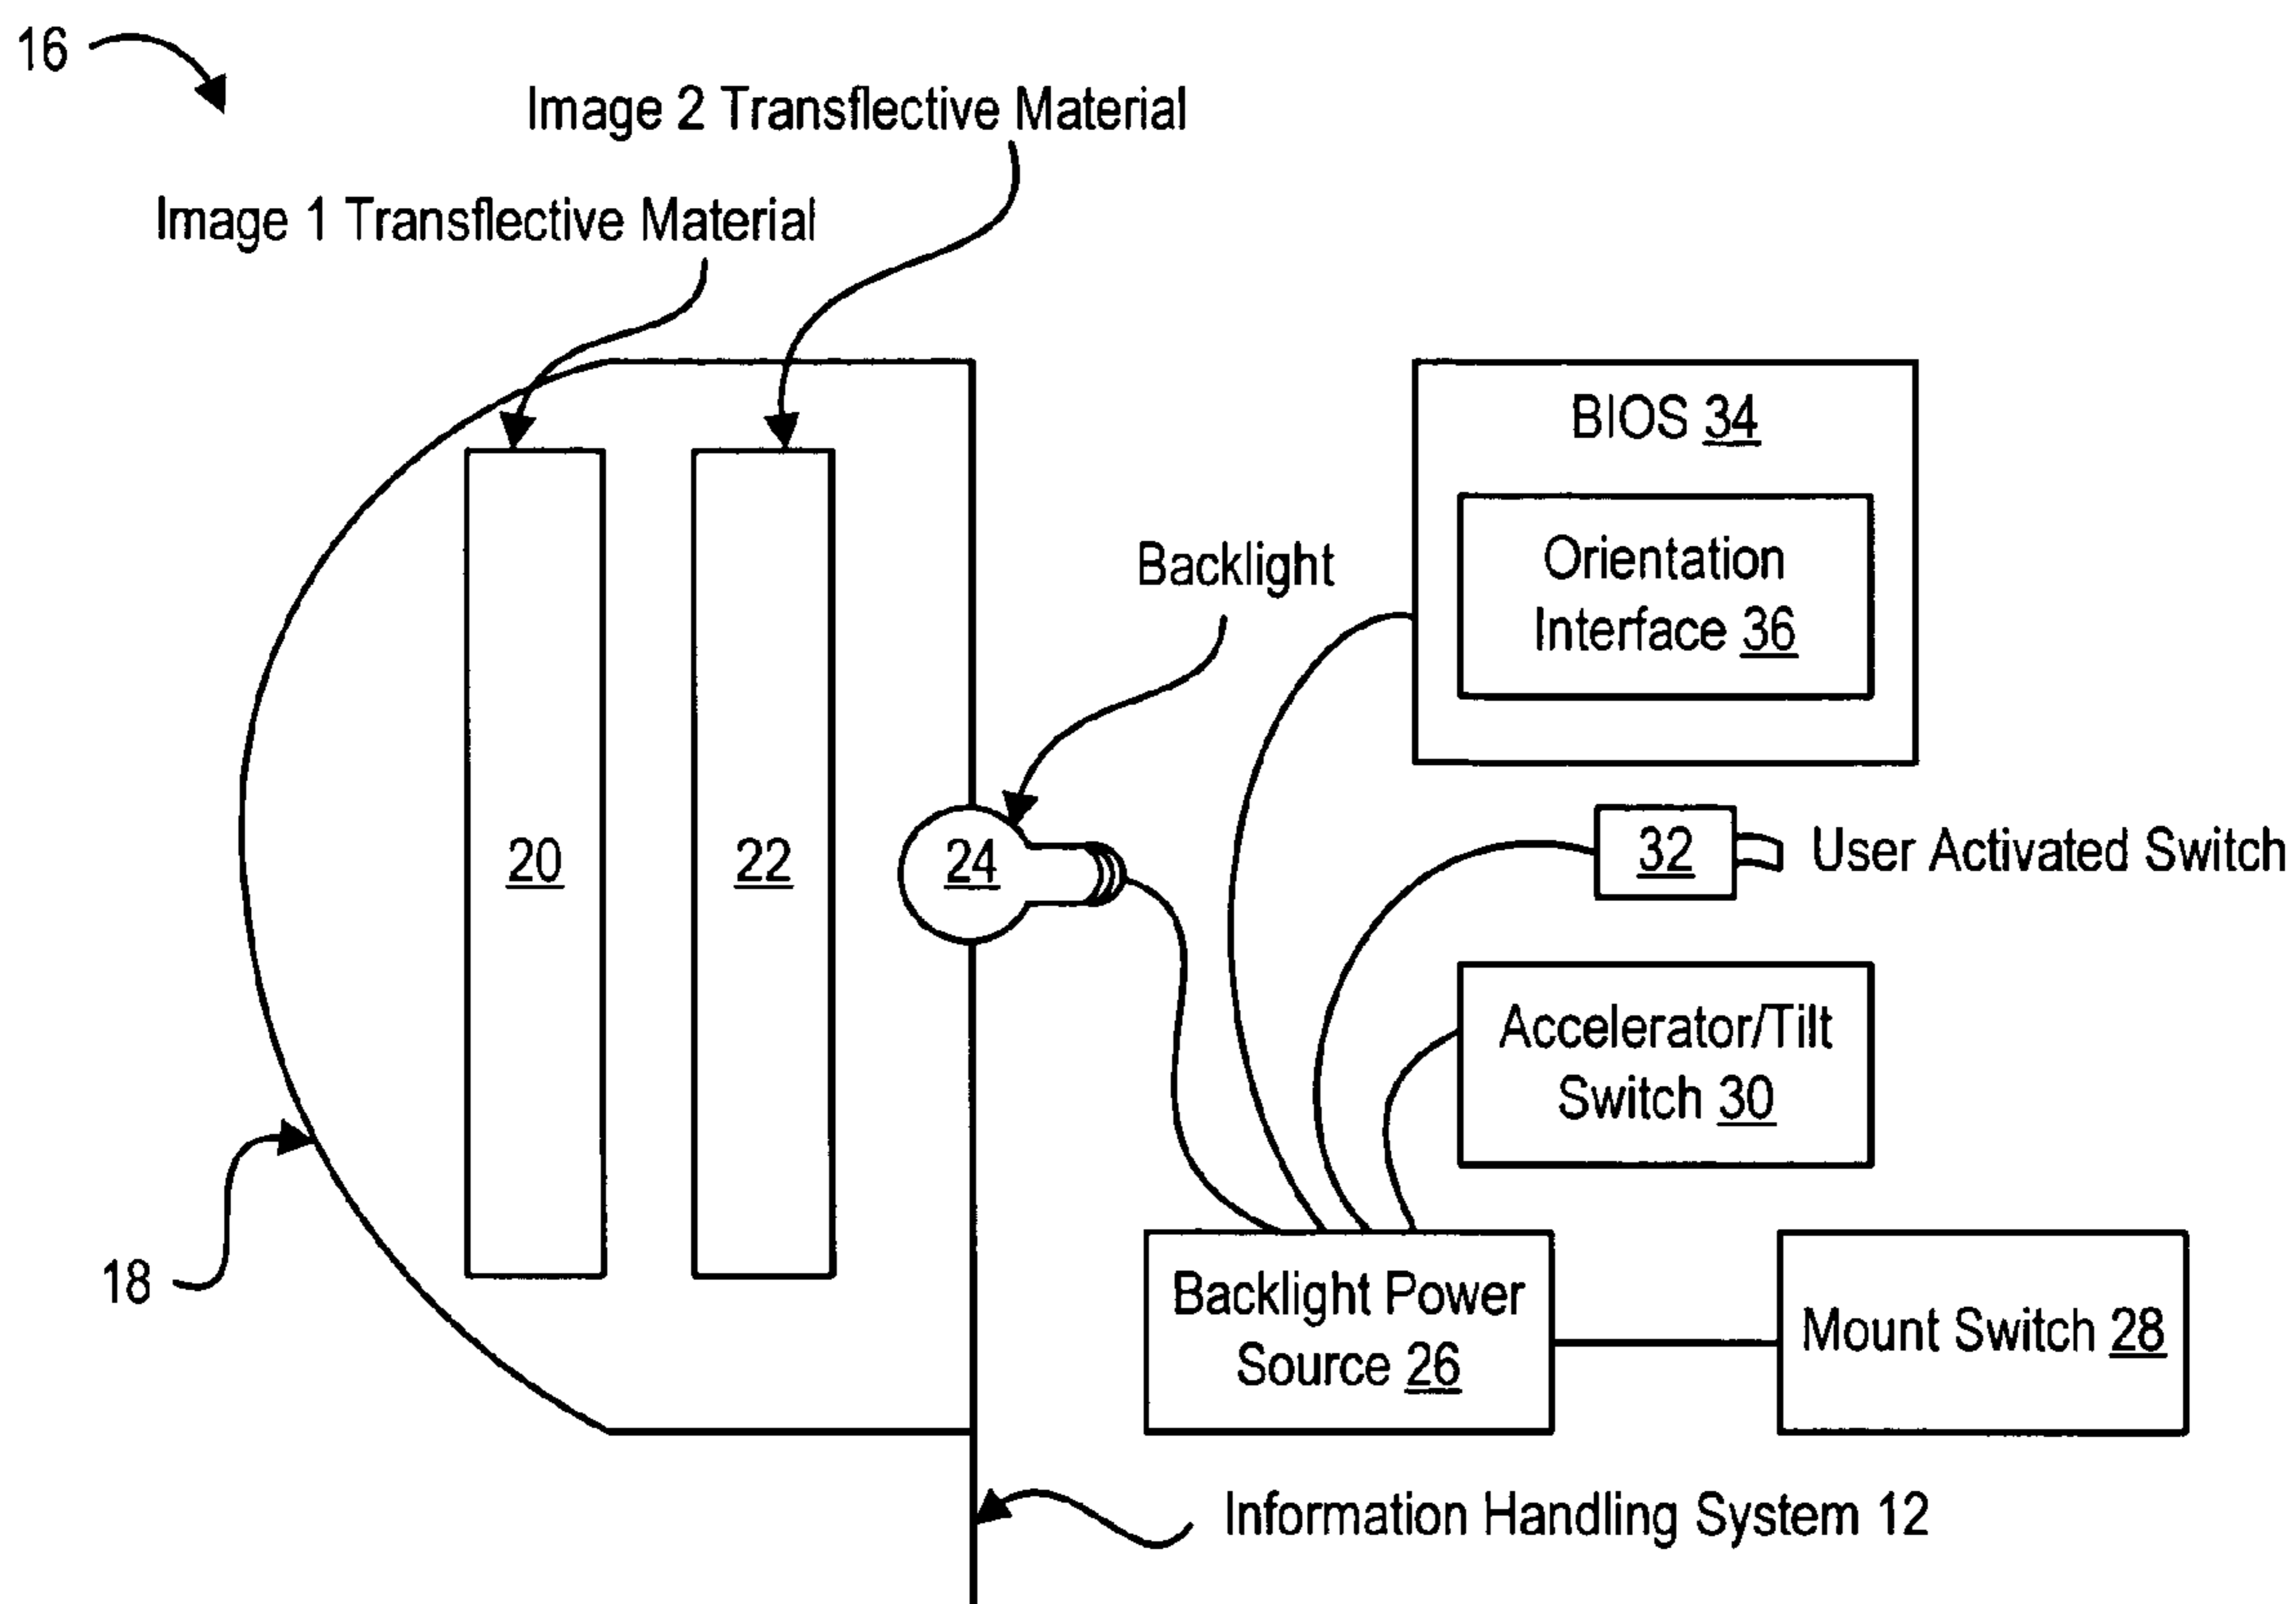 16
Image 2 Transflective Material
Image 1 Transflective Material
BIOS 34
Orientation
Interface 36
Backlight
20
22
24
32
User Activated Switch
Accelerator/Tilt
Switch 30
18
Backlight Power
Source 26
Mount Switch 28
Information Handling System 12